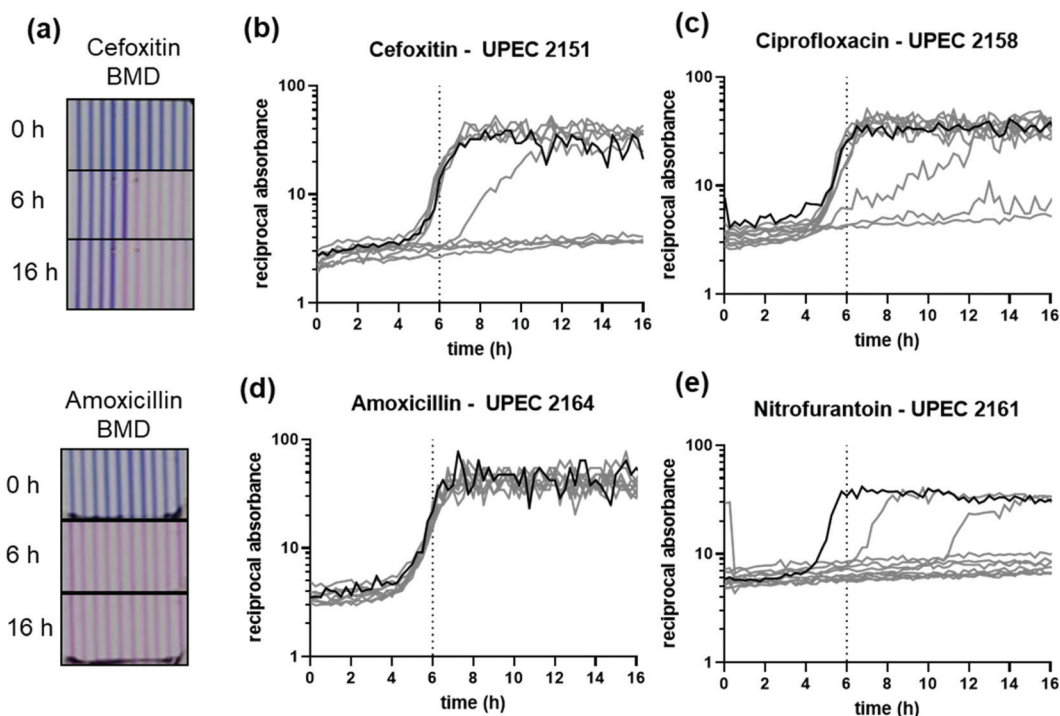 (a)
Cefoxitin
BMD
0 h
6 h
16 h
Amoxicillin
BMD
0 h
6 h
16 h
(b)
Cefoxitin - UPEC 2151
100
10
1
reciprocal absorbance
0 2 4 6 8 10 12 14 16
time (h)
(c)
Ciprofloxacin - UPEC 2158
100
10
1
reciprocal absorbance
0 2 4 6 8 10 12 14 16
time (h)
(d)
Amoxicillin - UPEC 2164
100
10
1
reciprocal absorbance
0 2 4 6 8 10 12 14 16
time (h)
(e)
Nitrofurantoin - UPEC 2161
100
10
1
reciprocal absorbance
0 2 4 6 8 10 12 14 16
time (h)